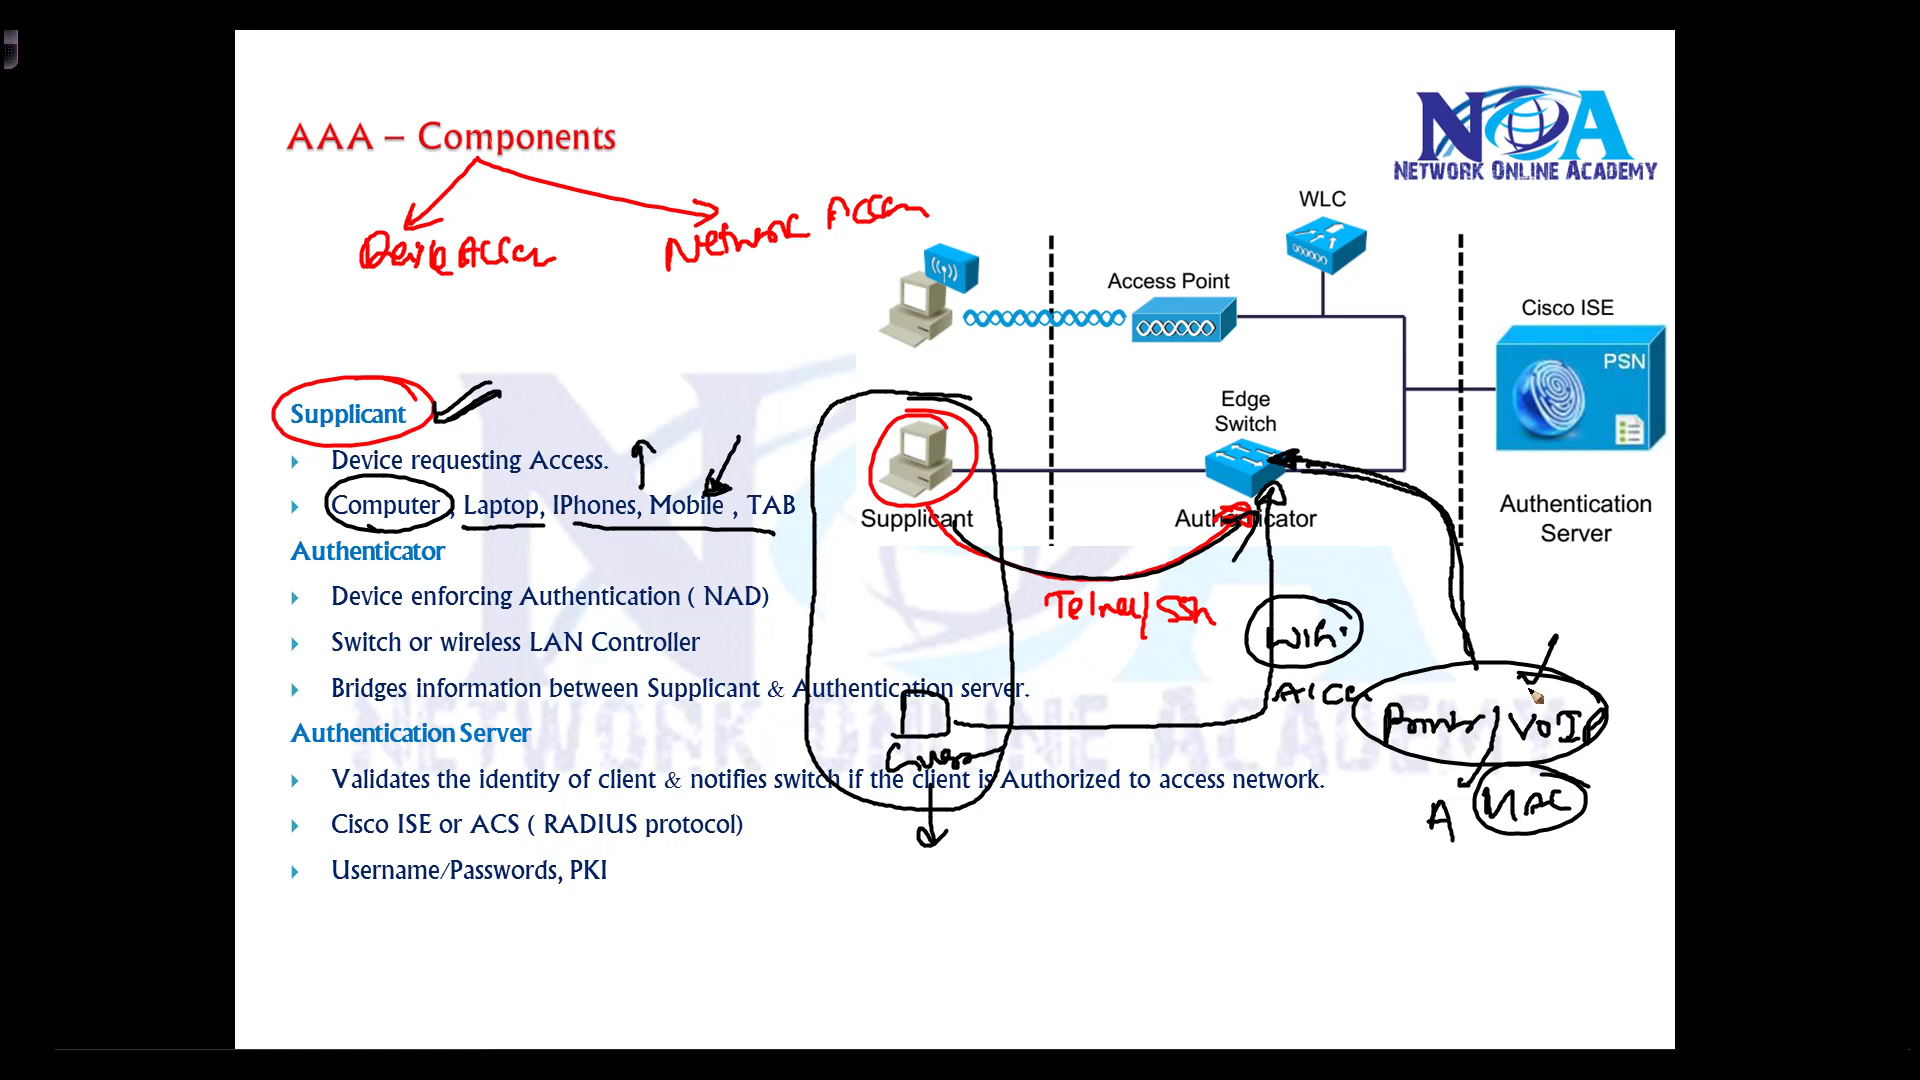 NOA
NETWORK ONLINE ACADEMY
AAA – Components
Device Access
Network Access
WLC
Access Point
Cisco ISE
PSN
Edge
Switch
Supplicant
Authenticator
Authentication
Server
Telnet/SSh
Wifi
Printer/VoIP
A MAC
Supplicant
Device requesting Access.
Computer , Laptop, IPhones, Mobile , TAB
Authenticator
Device enforcing Authentication ( NAD)
Switch or wireless LAN Controller
Bridges information between Supplicant & Authentication server.
Authentication Server
Validates the identity of client & notifies switch if the client is Authorized to access network.
Cisco ISE or ACS ( RADIUS protocol)
Username/Passwords, PKI
NETWORK ONLINE ACADEMY